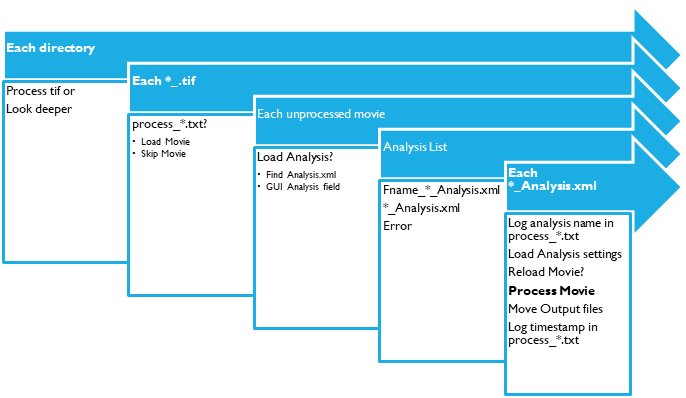 Each directory
Process tif or
Look deeper
Each *_.tif
process_*.txt?
• Load Movie
• Skip Movie
Each unprocessed movie
Load Analysis?
• Find Analysis.xml
• GUI Analysis field
Analysis List
Fname_*_Analysis.xml
*_Analysis.xml
Error
Each
*_Analysis.xml
Log analysis name in
process_*.txt
Load Analysis settings
Reload Movie?
Process Movie
Move Output files
Log timestamp in
process_*.txt